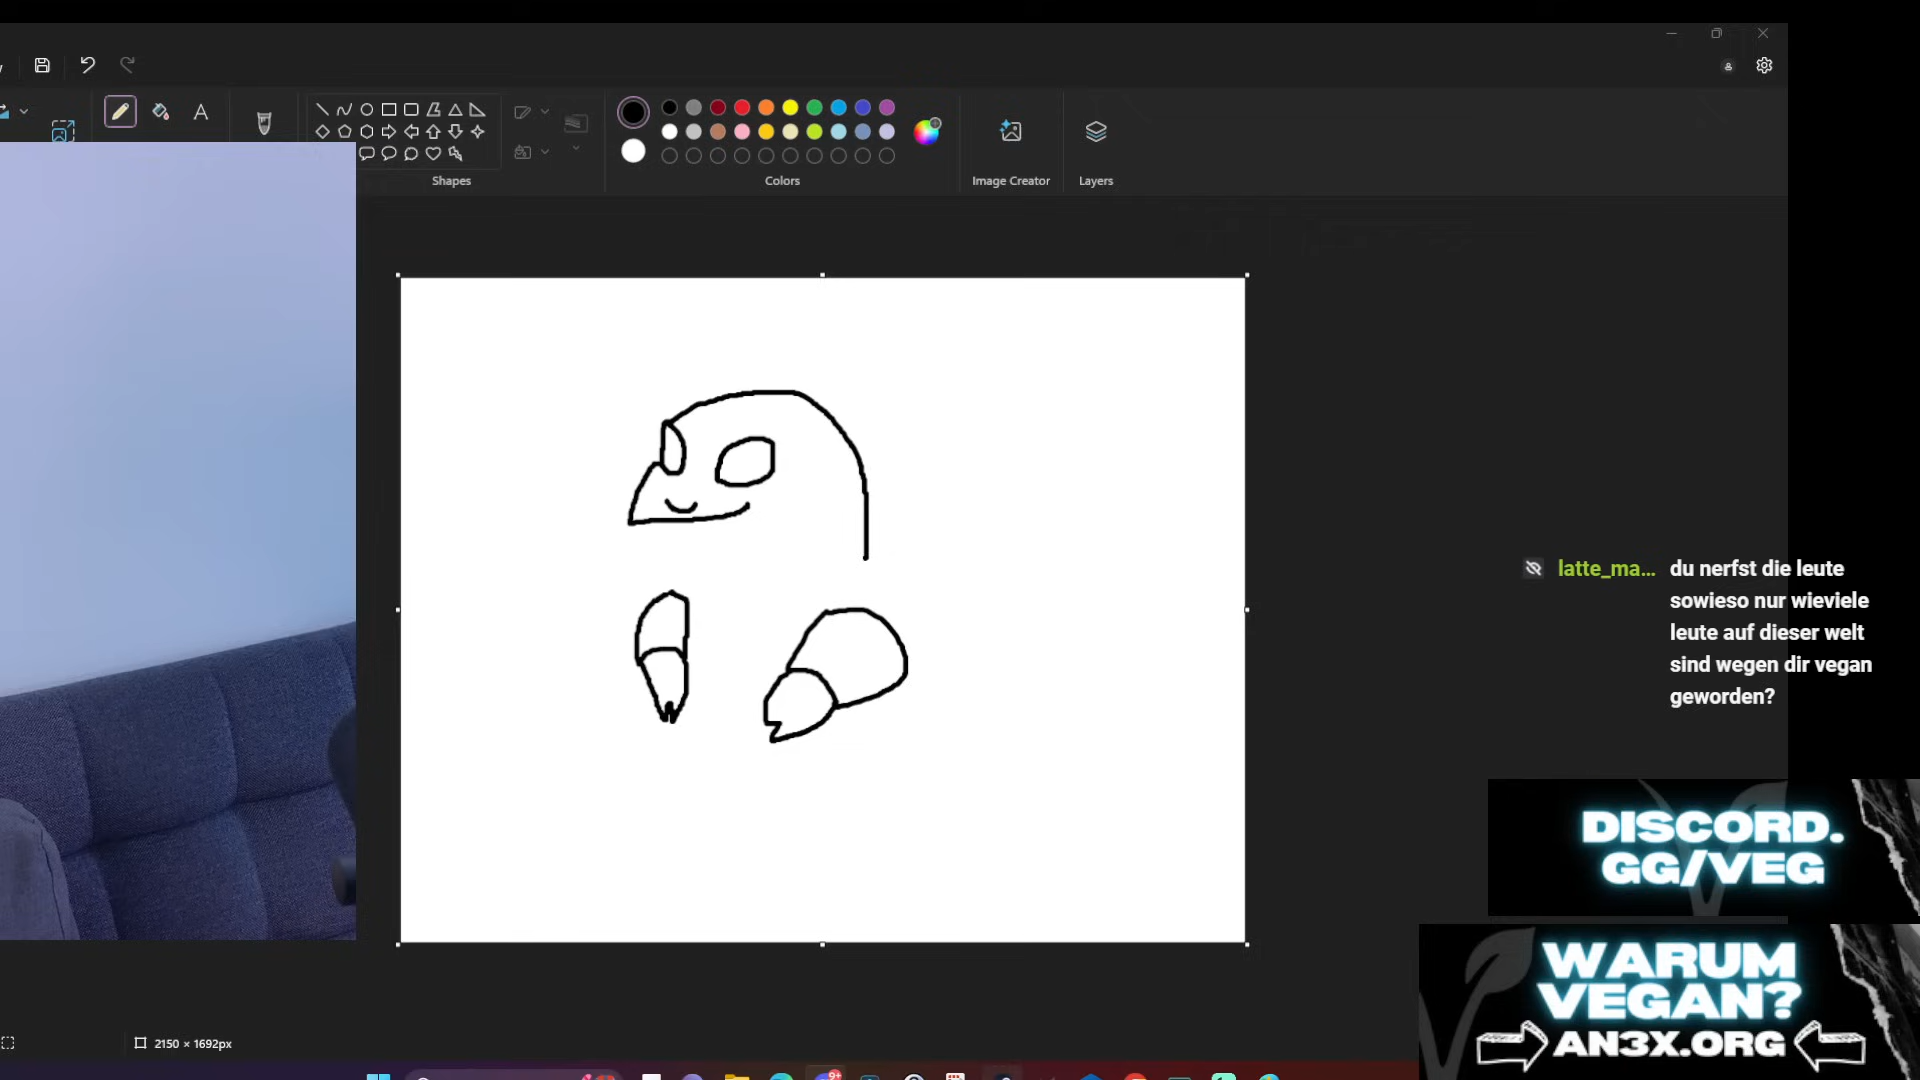 Shapes
Colors
Image Creator
Layers
latte_ma... du nerfst die leute
sowieso nur wieviele
leute auf dieser welt
sind wegen dir vegan
geworden?
DISCORD.
GG/VEG
WARUM
VEGAN?
AN3X.ORG
2150 × 1692px
9+